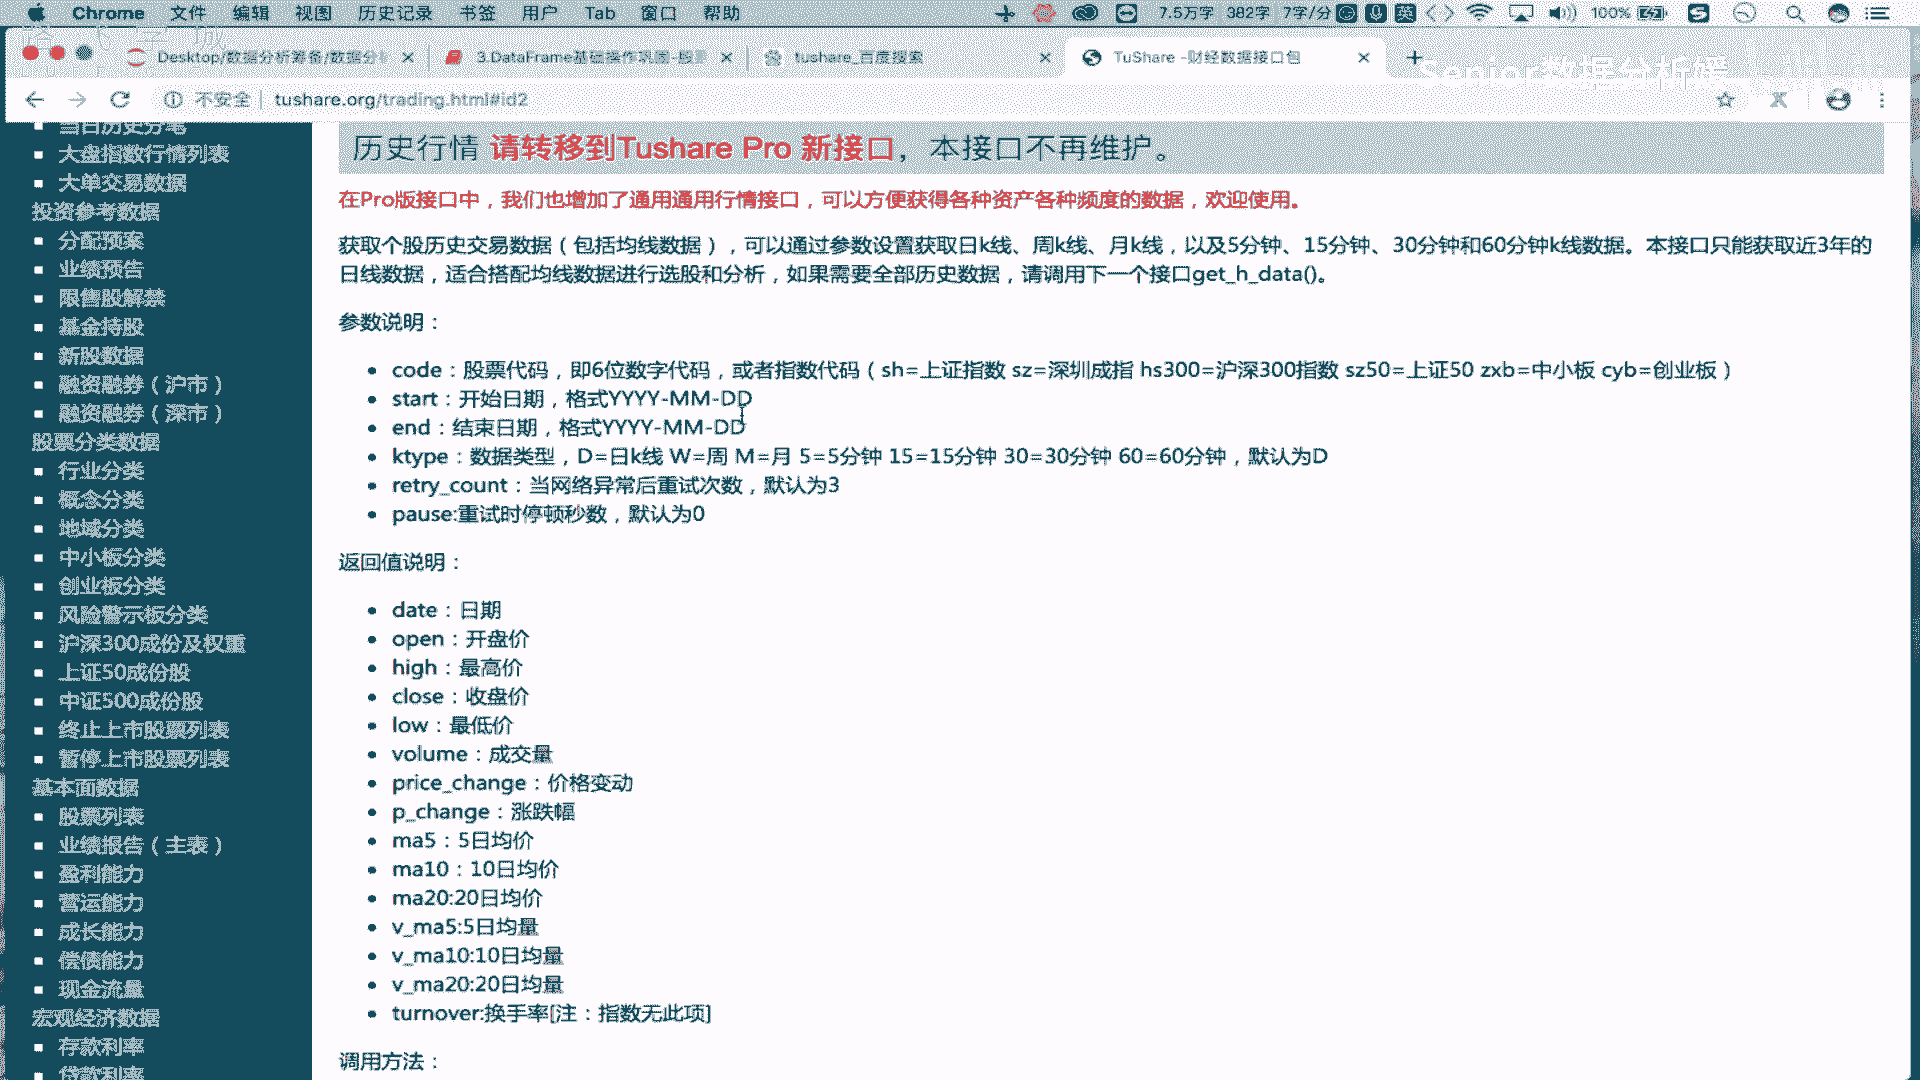 Chrome 文件 编辑 视图 历史记录 书签 用户 Tab 窗口 帮助 7.5万字 382字 7字/分 英 100%
Desktop/数据分析筹备/数据分析 3.DataFrame基础操作巩固-股票 tushare_百度搜索 TuShare -财经数据接口包
Senior数据分析媛
不安全 | tushare.org/trading.html#id2
当日历史分笔
大盘指数行情列表
大单交易数据
投资参考数据
分配预案
业绩预告
限售股解禁
基金持股
新股数据
融资融券（沪市）
融资融券（深市）
股票分类数据
行业分类
概念分类
地域分类
中小板分类
创业板分类
风险警示板分类
沪深300成份及权重
上证50成份股
中证500成份股
终止上市股票列表
暂停上市股票列表
基本面数据
股票列表
业绩报告（主表）
盈利能力
营运能力
成长能力
偿债能力
现金流量
宏观经济数据
存款利率
贷款利率
历史行情 请转移到Tushare Pro 新接口，本接口不再维护。
在Pro版接口中，我们也增加了通用通用行情接口，可以方便获得各种资产各种频度的数据，欢迎使用。
获取个股历史交易数据（包括均线数据），可以通过参数设置获取日k线、周k线、月k线，以及5分钟、15分钟、30分钟和60分钟k线数据。本接口只能获取近3年的
日线数据，适合搭配均线数据进行选股和分析，如果需要全部历史数据，请调用下一个接口get_h_data()。
参数说明：
code：股票代码，即6位数字代码，或者指数代码（sh=上证指数 sz=深圳成指 hs300=沪深300指数 sz50=上证50 zxb=中小板 cyb=创业板）
start：开始日期，格式YYYY-MM-DD
end：结束日期，格式YYYY-MM-DD
ktype：数据类型，D=日k线 W=周 M=月 5=5分钟 15=15分钟 30=30分钟 60=60分钟，默认为D
retry_count：当网络异常后重试次数，默认为3
pause:重试时停顿秒数，默认为0
返回值说明：
date：日期
open：开盘价
high：最高价
close：收盘价
low：最低价
volume：成交量
price_change：价格变动
p_change：涨跌幅
ma5：5日均价
ma10：10日均价
ma20:20日均价
v_ma5:5日均量
v_ma10:10日均量
v_ma20:20日均量
turnover:换手率[注：指数无此项]
调用方法：